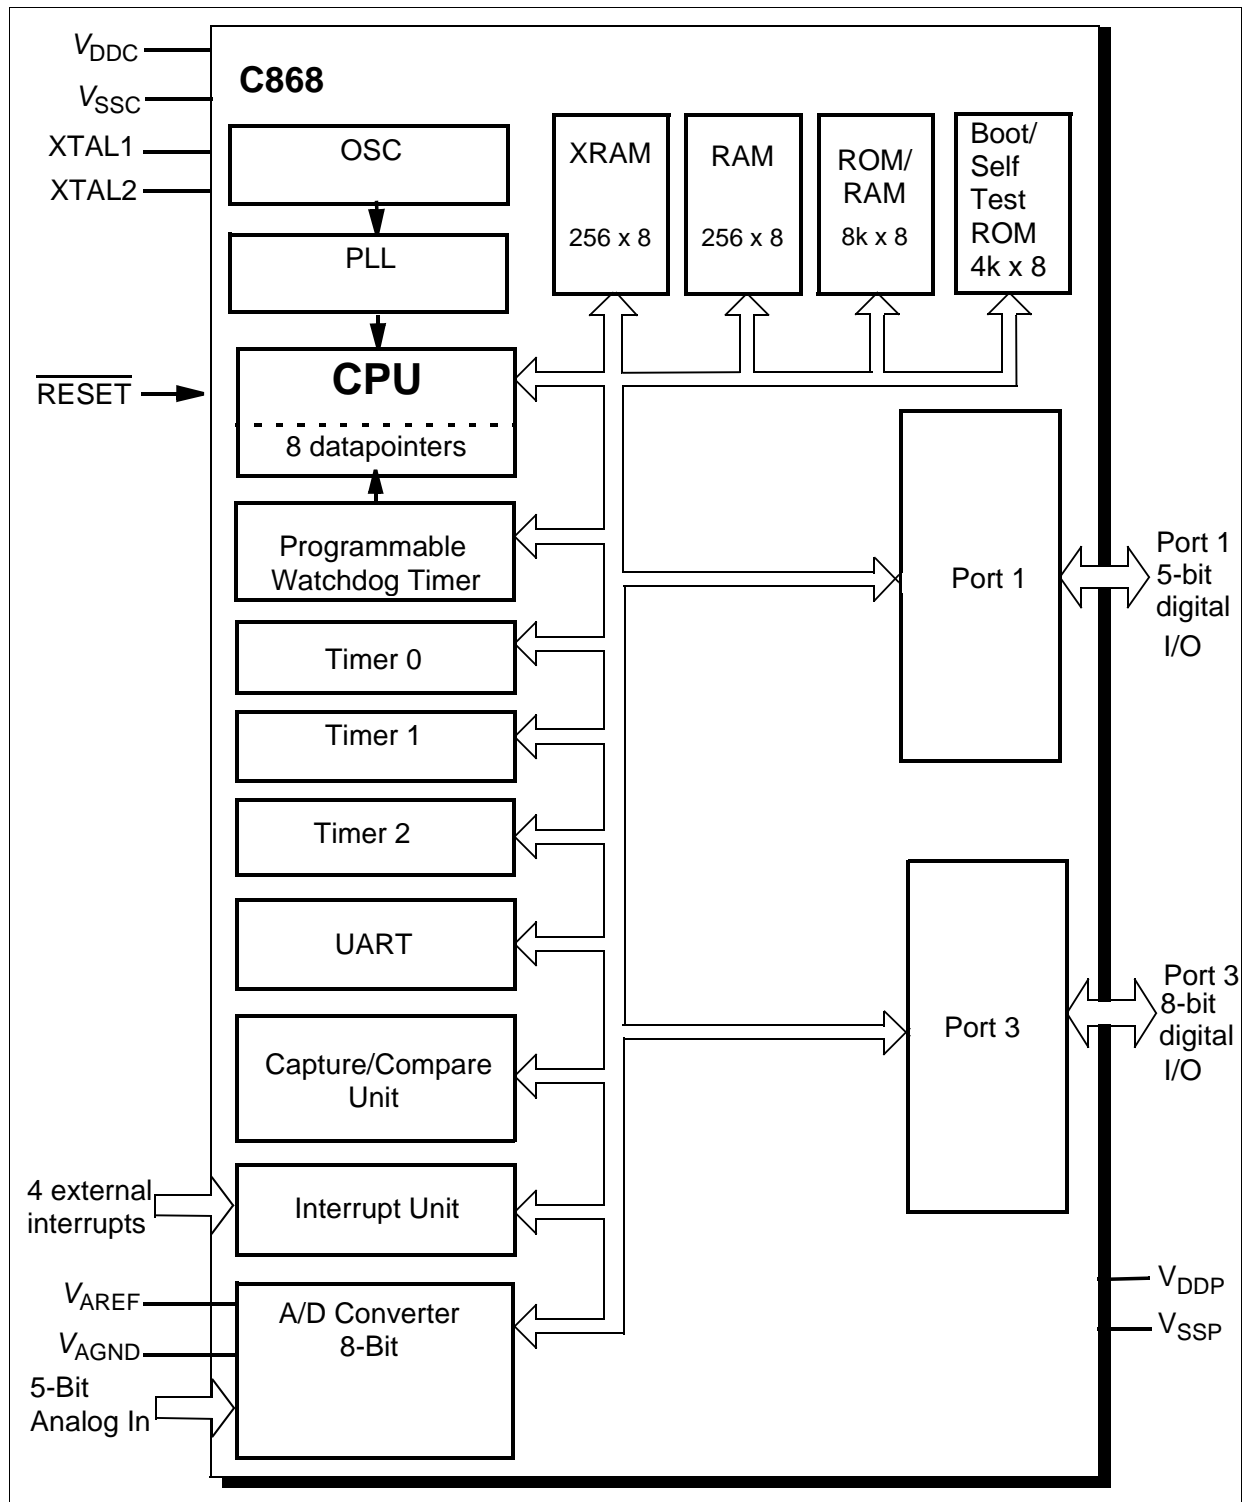 VDDC
VSSC
XTAL1
XTAL2
RESET
4 external
interrupts
VAREF
VAGND
5-Bit
Analog In
C868
OSC
PLL
CPU
8 datapointers
Programmable
Watchdog Timer
Timer 0
Timer 1
Timer 2
UART
Capture/Compare
Unit
Interrupt Unit
A/D Converter
8-Bit
XRAM
256 x 8
RAM
256 x 8
ROM/
RAM
8k x 8
Boot/
Self
Test
ROM
4k x 8
Port 1
Port 3
Port 1
5-bit
digital
I/O
Port 3
8-bit
digital
I/O
VDDP
VSSP